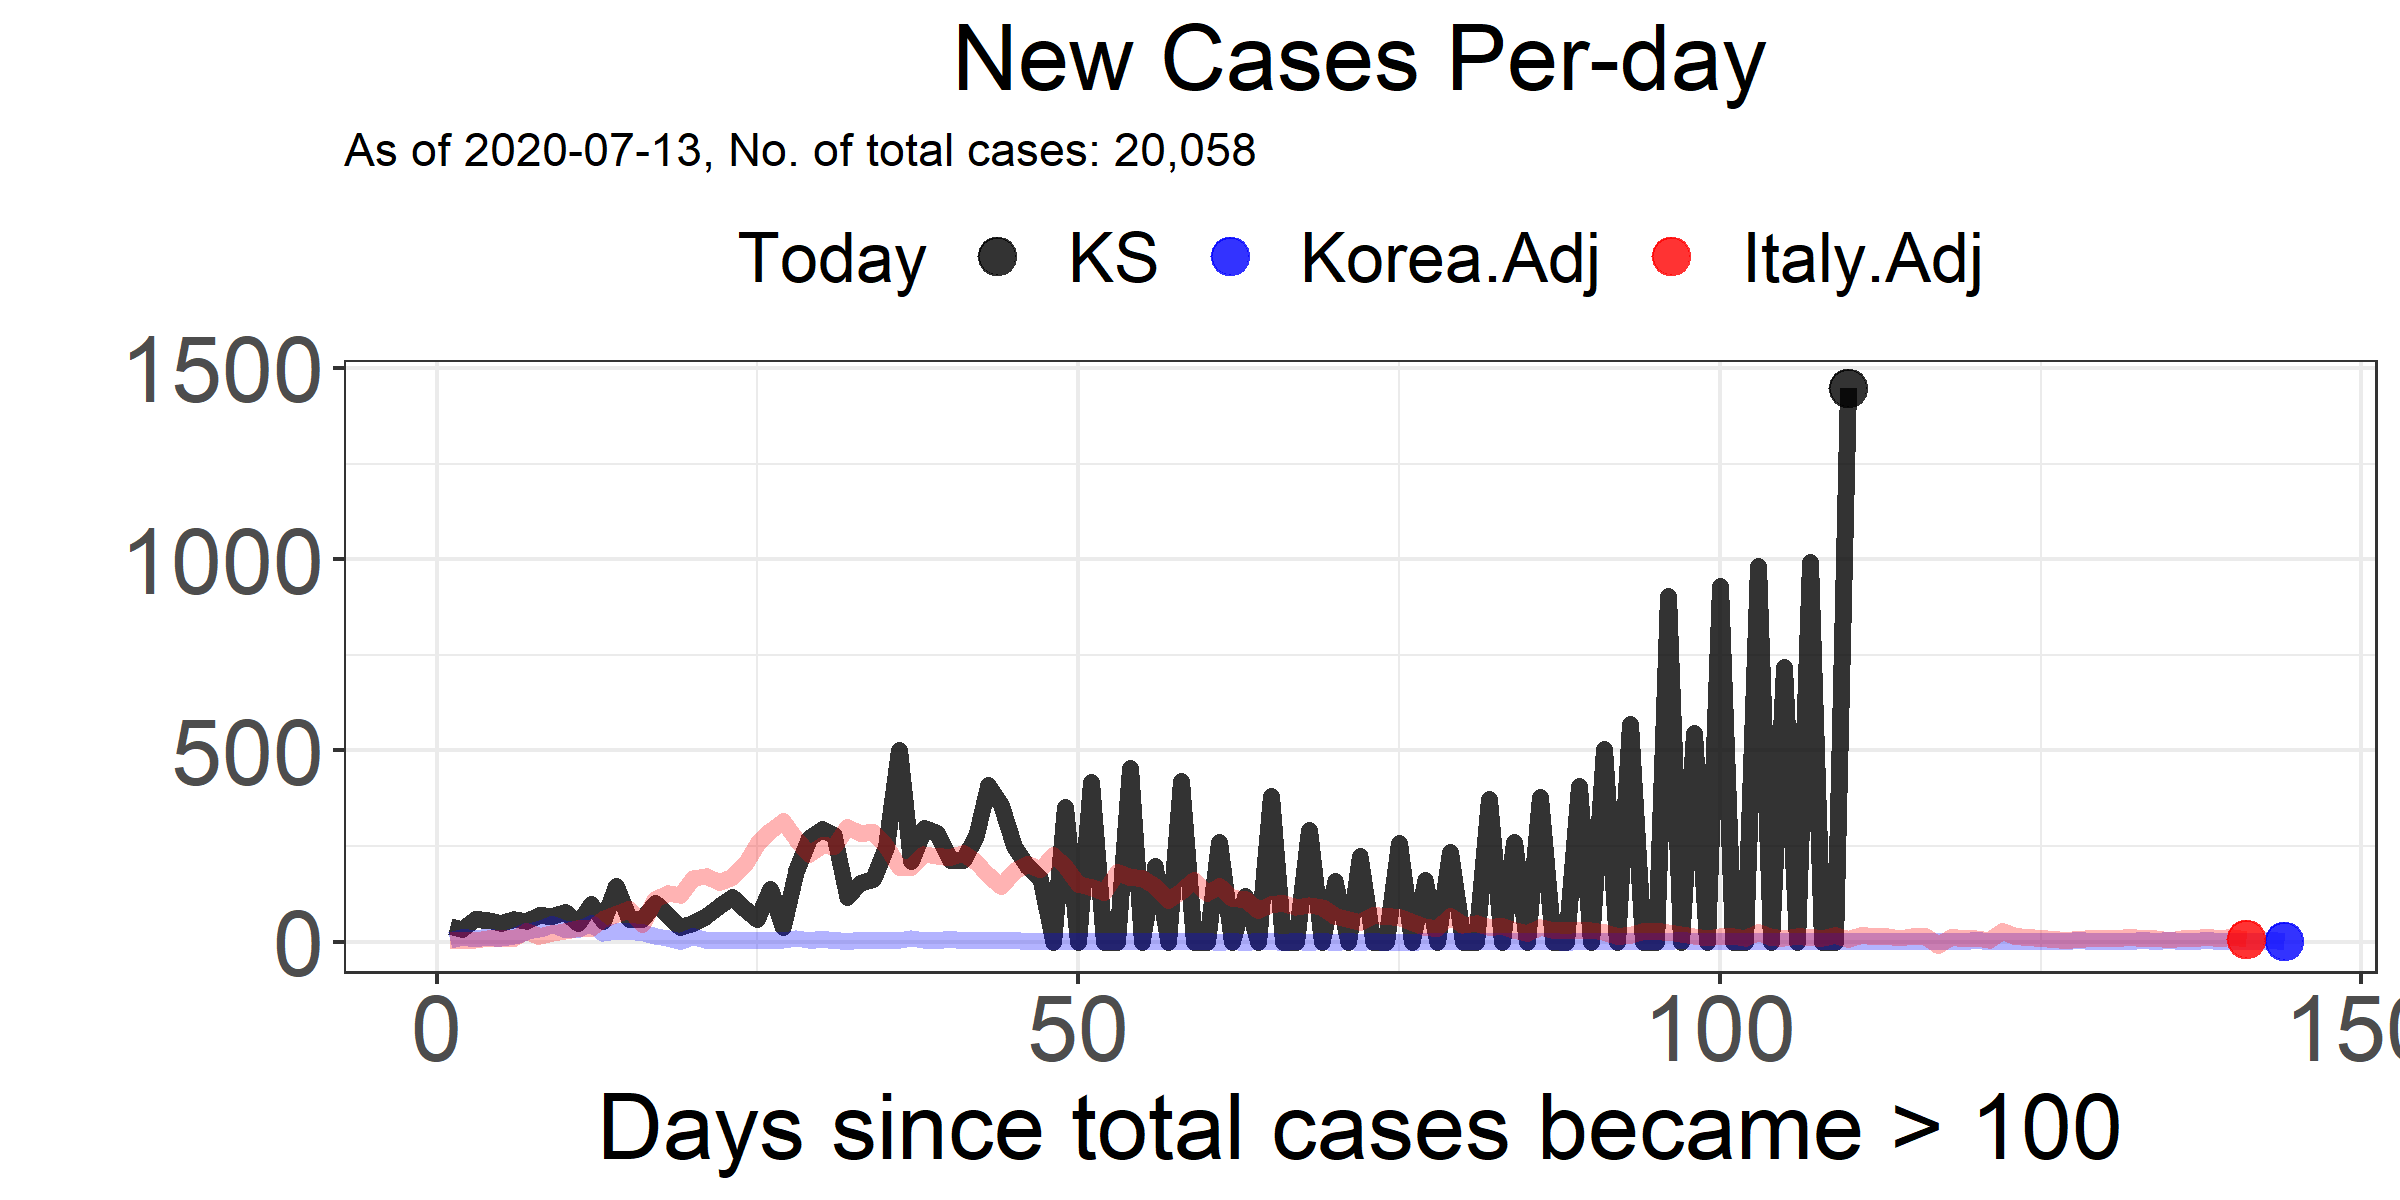 New Cases Per-day
As of 2020-07-13, No. of total cases: 20,058
Today KS Korea.Adj Italy.Adj
1500
1000
500
0
0 50 100 150
Days since total cases became > 100